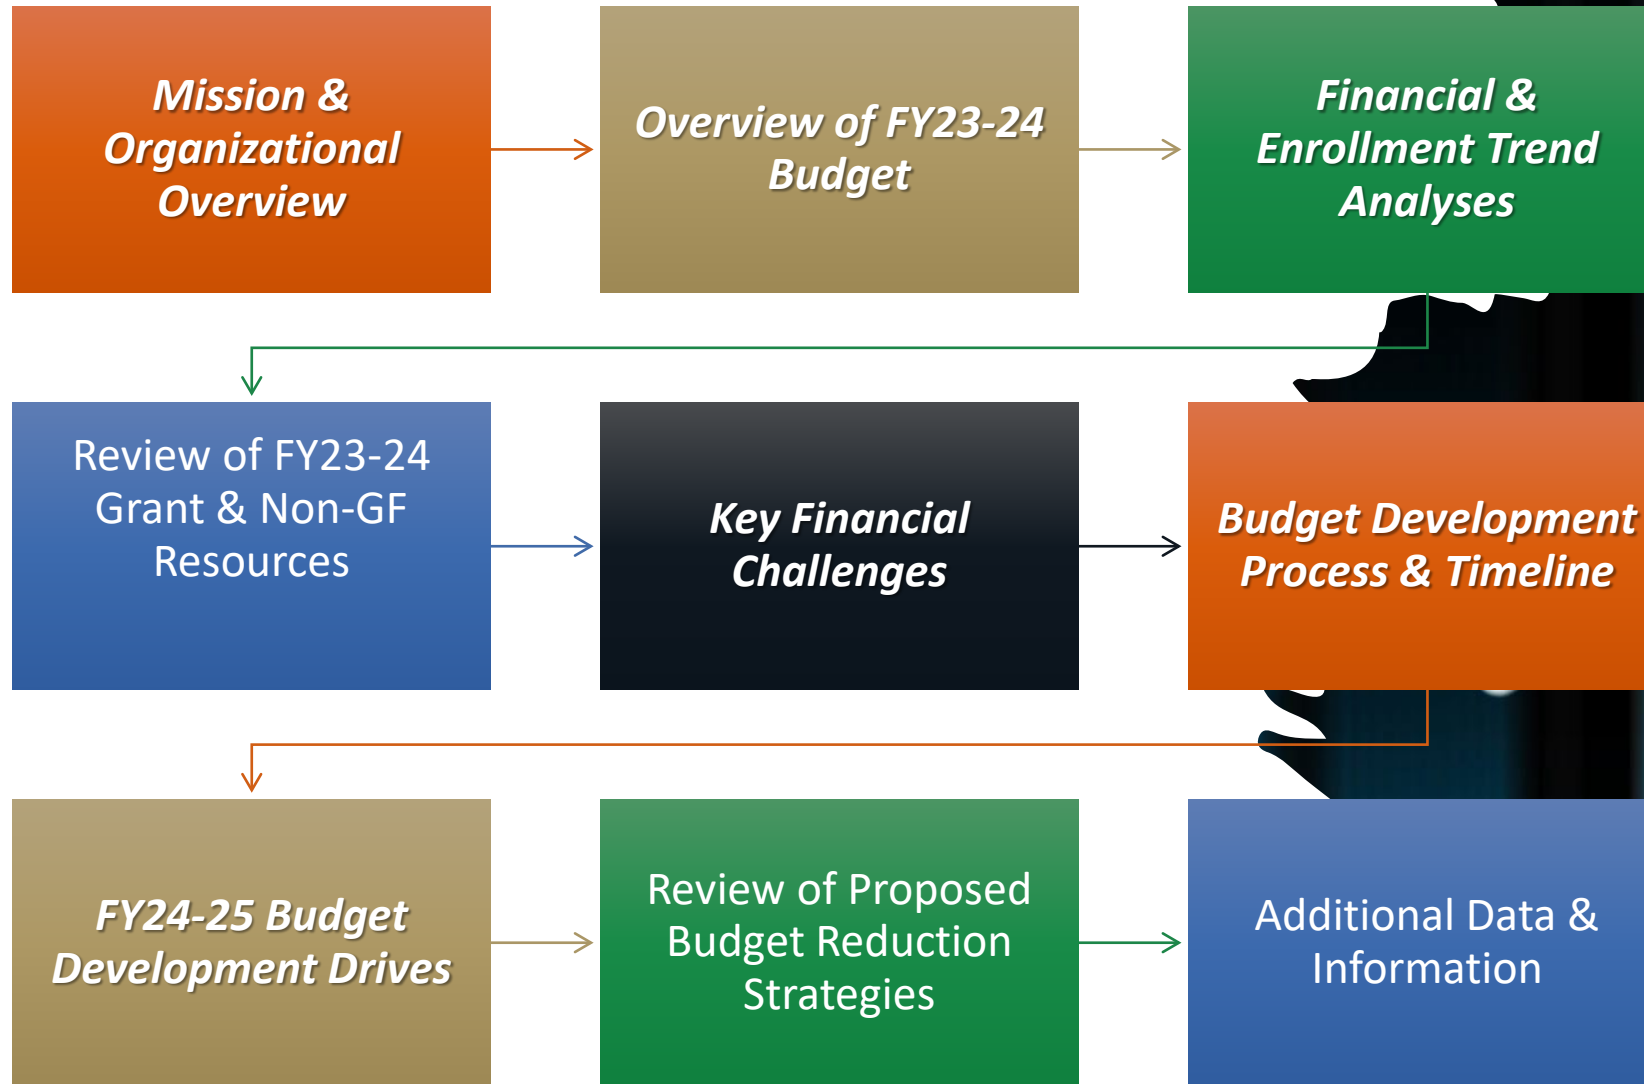 Mission &
Organizational
Overview
Overview of FY23-24
Budget
Financial &
Enrollment Trend
Analyses
Review of FY23-24
Grant & Non-GF
Resources
Key Financial
Challenges
Budget Development
Process & Timeline
FY24-25 Budget
Development Drives
Review of Proposed
Budget Reduction
Strategies
Additional Data &
Information